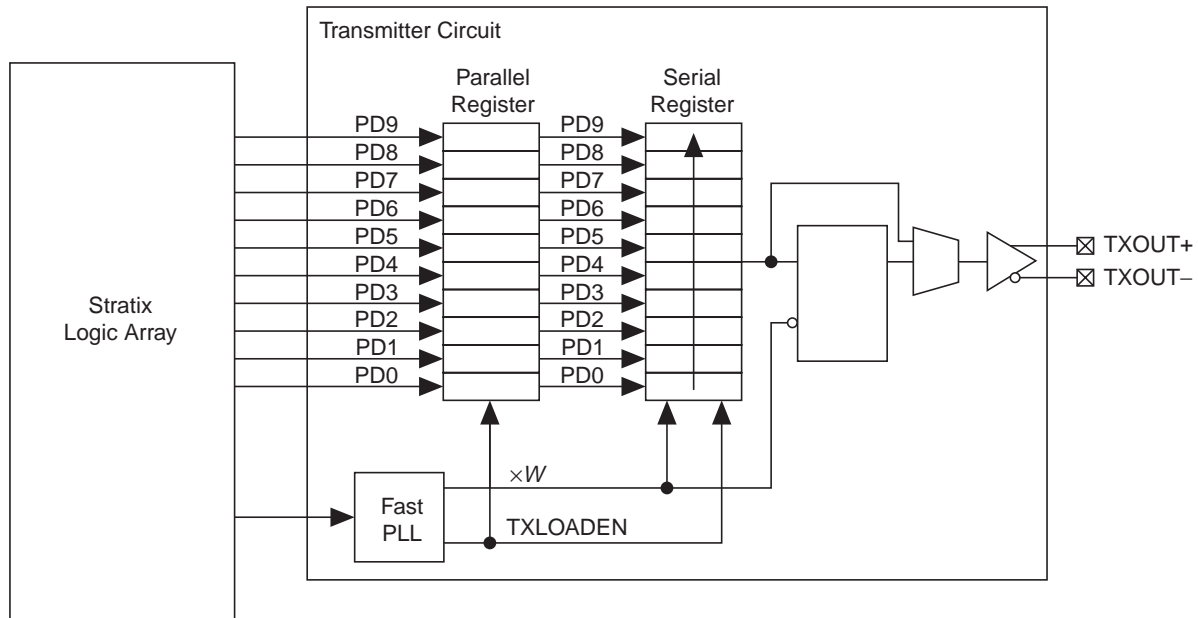 Transmitter Circuit
Parallel
Register
Serial
Register
PD9
PD9
PD8
PD8
PD7
PD7
PD6
PD6
PD5
PD5
PD4
PD4
PD3
PD3
PD2
PD2
PD1
PD1
PD0
PD0
Stratix
Logic Array
TXOUT+
TXOUT−
×W
Fast
PLL
TXLOADEN